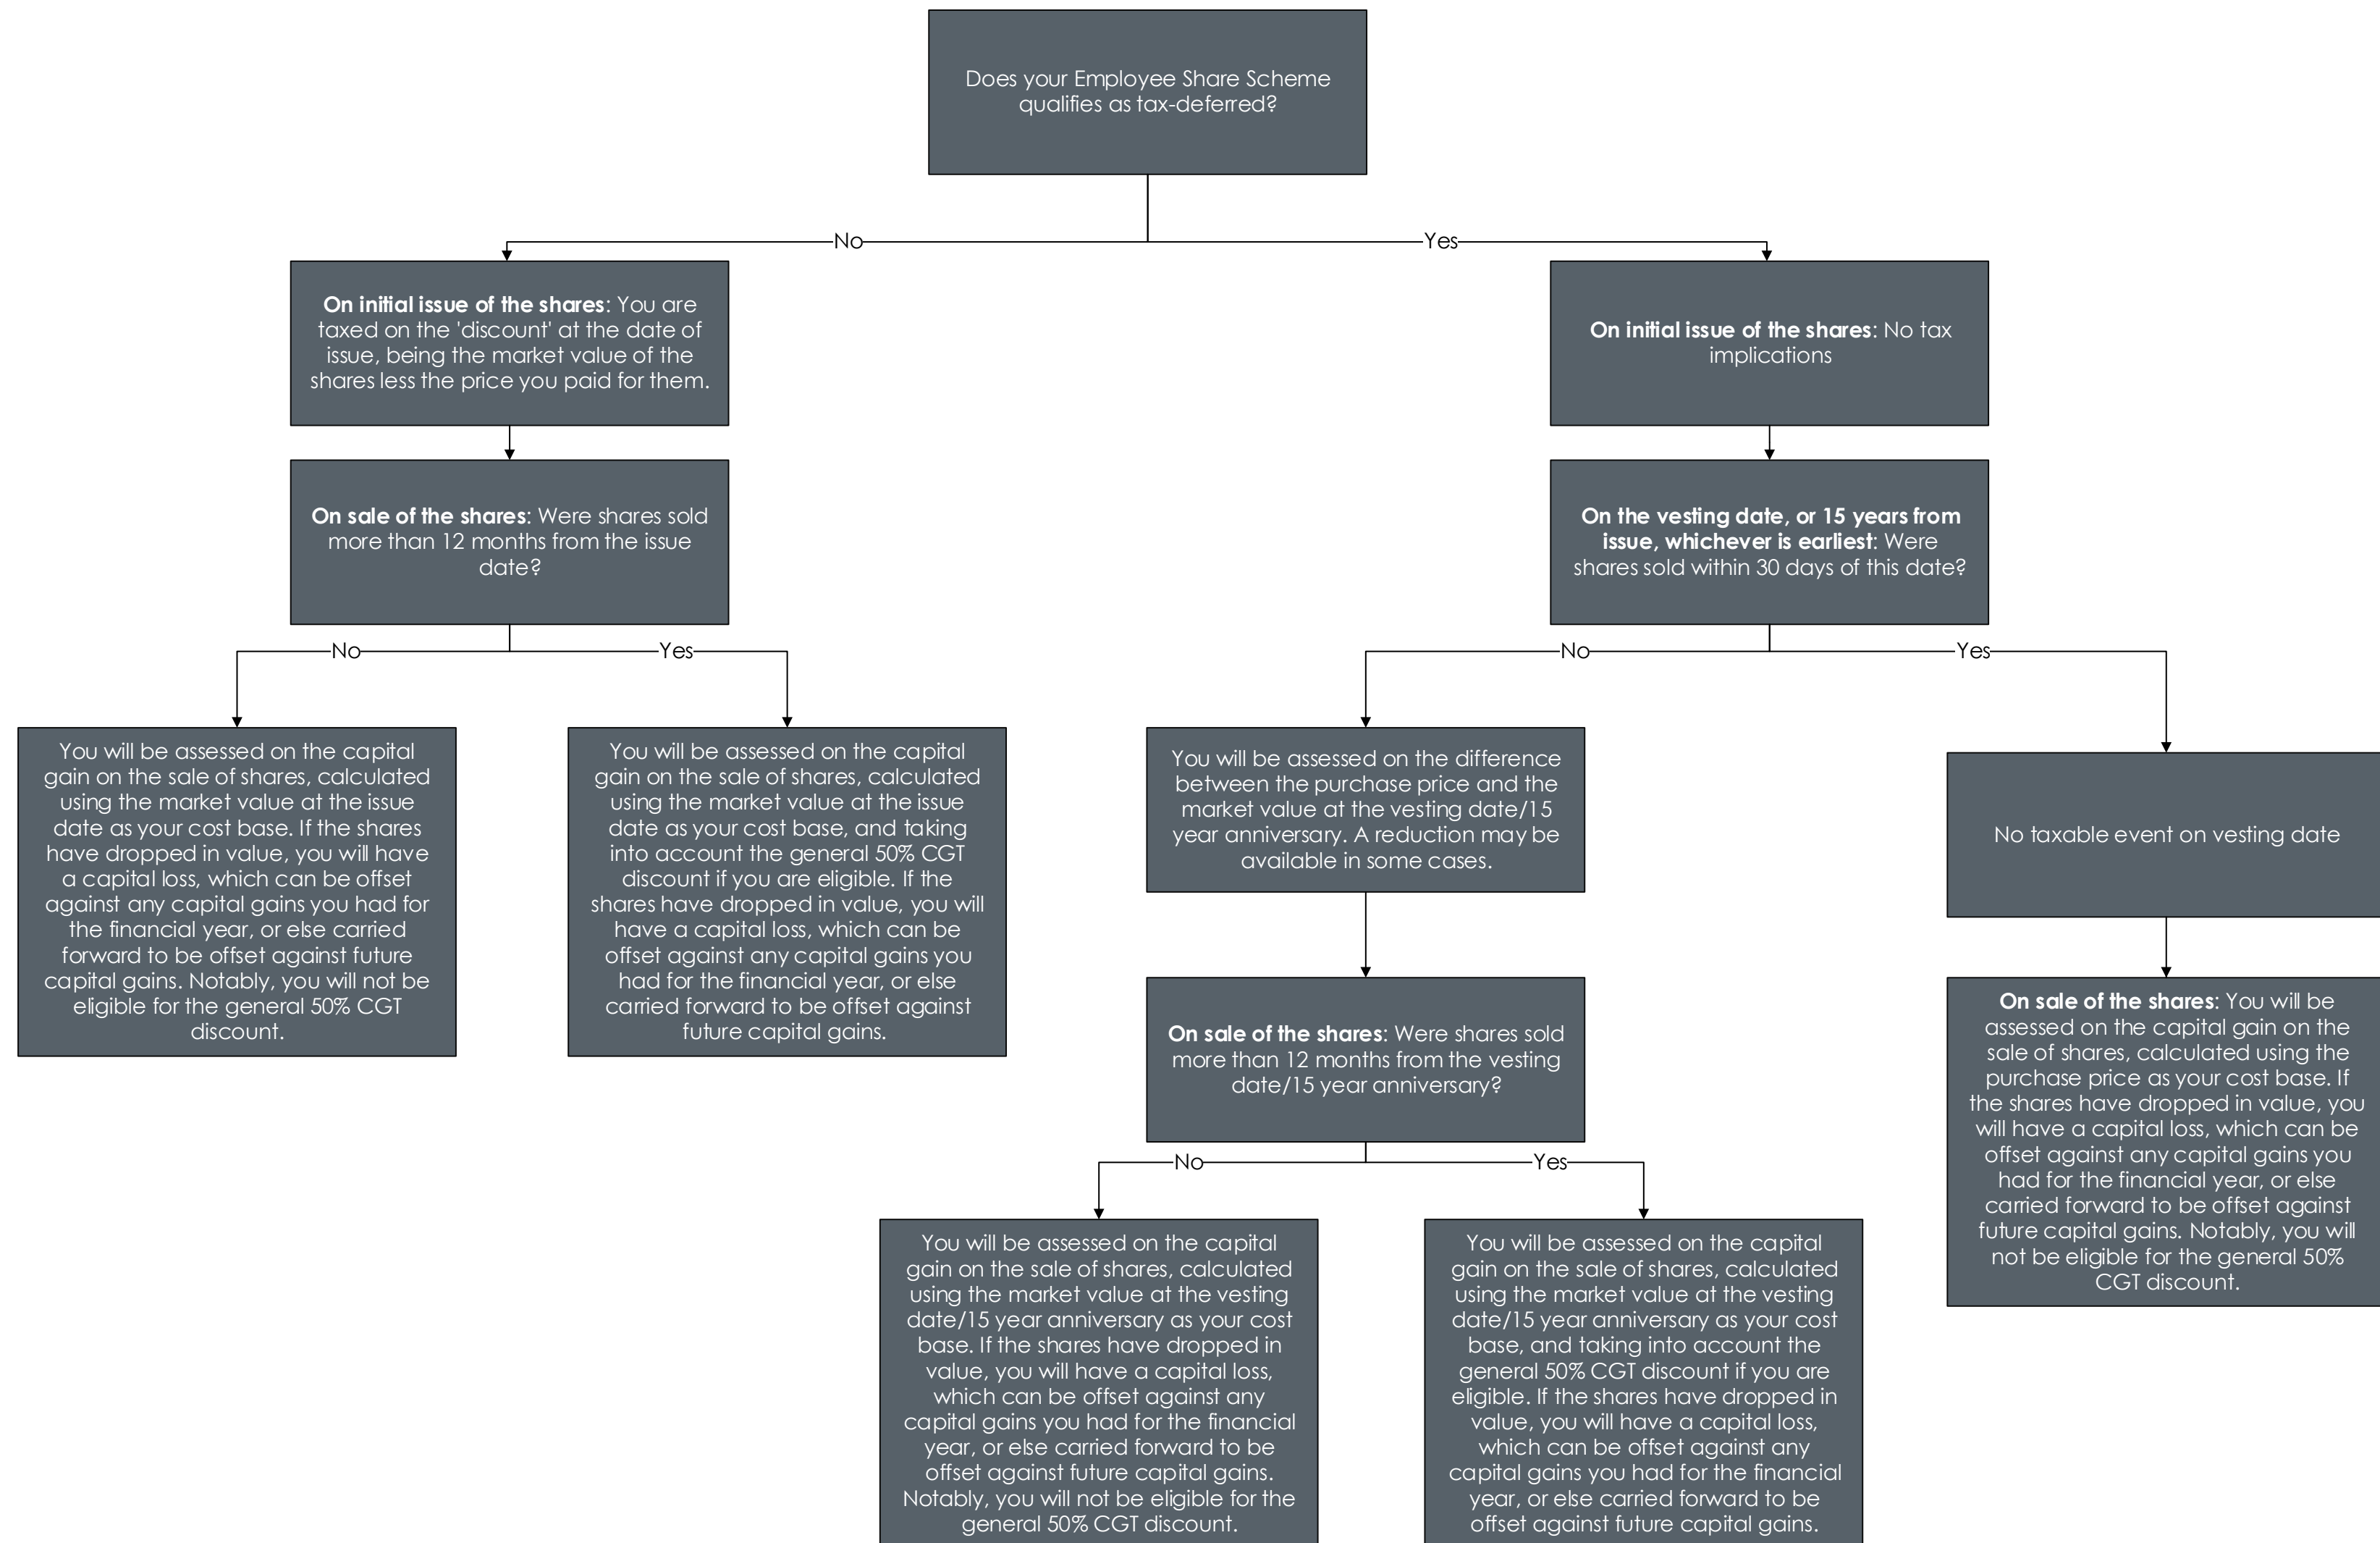 Does your Employee Share Scheme
qualifies as tax-deferred?
No
Yes
On initial issue of the shares: You are
taxed on the 'discount' at the date of
issue, being the market value of the
shares less the price you paid for them.
On initial issue of the shares: No tax
implications
On sale of the shares: Were shares sold
more than 12 months from the issue
date?
On the vesting date, or 15 years from
issue, whichever is earliest: Were
shares sold within 30 days of this date?
No
Yes
No
Yes
You will be assessed on the capital
gain on the sale of shares, calculated
using the market value at the issue
date as your cost base. If the shares
have dropped in value, you will have
a capital loss, which can be offset
against any capital gains you had for
the financial year, or else carried
forward to be offset against future
capital gains. Notably, you will not be
eligible for the general 50% CGT
discount.
You will be assessed on the capital
gain on the sale of shares, calculated
using the market value at the issue
date as your cost base, and taking
into account the general 50% CGT
discount if you are eligible. If the
shares have dropped in value, you will
have a capital loss, which can be
offset against any capital gains you
had for the financial year, or else
carried forward to be offset against
future capital gains.
You will be assessed on the difference
between the purchase price and the
market value at the vesting date/15
year anniversary. A reduction may be
available in some cases.
No taxable event on vesting date
On sale of the shares: Were shares sold
more than 12 months from the vesting
date/15 year anniversary?
On sale of the shares: You will be
assessed on the capital gain on the
sale of shares, calculated using the
purchase price as your cost base. If
the shares have dropped in value, you
will have a capital loss, which can be
offset against any capital gains you
had for the financial year, or else
carried forward to be offset against
future capital gains. Notably, you will
not be eligible for the general 50%
CGT discount.
No
Yes
You will be assessed on the capital
gain on the sale of shares, calculated
using the market value at the vesting
date/15 year anniversary as your cost
base. If the shares have dropped in
value, you will have a capital loss,
which can be offset against any
capital gains you had for the financial
year, or else carried forward to be
offset against future capital gains.
Notably, you will not be eligible for the
general 50% CGT discount.
You will be assessed on the capital
gain on the sale of shares, calculated
using the market value at the vesting
date/15 year anniversary as your cost
base, and taking into account the
general 50% CGT discount if you are
eligible. If the shares have dropped in
value, you will have a capital loss,
which can be offset against any
capital gains you had for the financial
year, or else carried forward to be
offset against future capital gains.